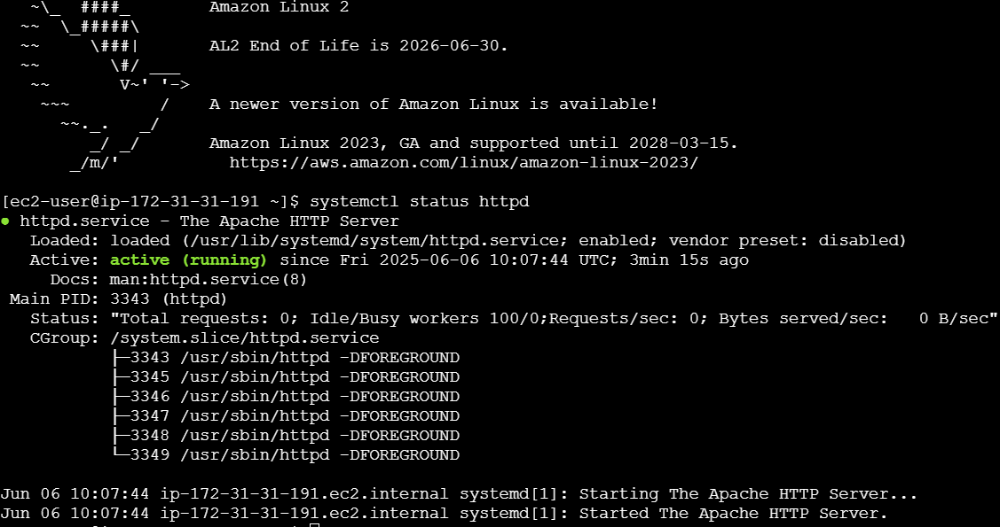 ~\_  ####_        Amazon Linux 2
~~  \_#####\
~~     \###|       AL2 End of Life is 2026-06-30.
~~       \#/ ___
~~       V~' '->
~~~         /    A newer version of Amazon Linux is available!
~~._.   _/
_/ _/       Amazon Linux 2023, GA and supported until 2028-03-15.
_/m/'           https://aws.amazon.com/linux/amazon-linux-2023/
[ec2-user@ip-172-31-31-191 ~]$ systemctl status httpd
● httpd.service - The Apache HTTP Server
Loaded: loaded (/usr/lib/systemd/system/httpd.service; enabled; vendor preset: disabled)
Active: active (running) since Fri 2025-06-06 10:07:44 UTC; 3min 15s ago
Docs: man:httpd.service(8)
Main PID: 3343 (httpd)
Status: "Total requests: 0; Idle/Busy workers 100/0;Requests/sec: 0; Bytes served/sec:   0 B/sec"
CGroup: /system.slice/httpd.service
├─3343 /usr/sbin/httpd -DFOREGROUND
├─3345 /usr/sbin/httpd -DFOREGROUND
├─3346 /usr/sbin/httpd -DFOREGROUND
├─3347 /usr/sbin/httpd -DFOREGROUND
├─3348 /usr/sbin/httpd -DFOREGROUND
└─3349 /usr/sbin/httpd -DFOREGROUND
Jun 06 10:07:44 ip-172-31-31-191.ec2.internal systemd[1]: Starting The Apache HTTP Server...
Jun 06 10:07:44 ip-172-31-31-191.ec2.internal systemd[1]: Started The Apache HTTP Server.